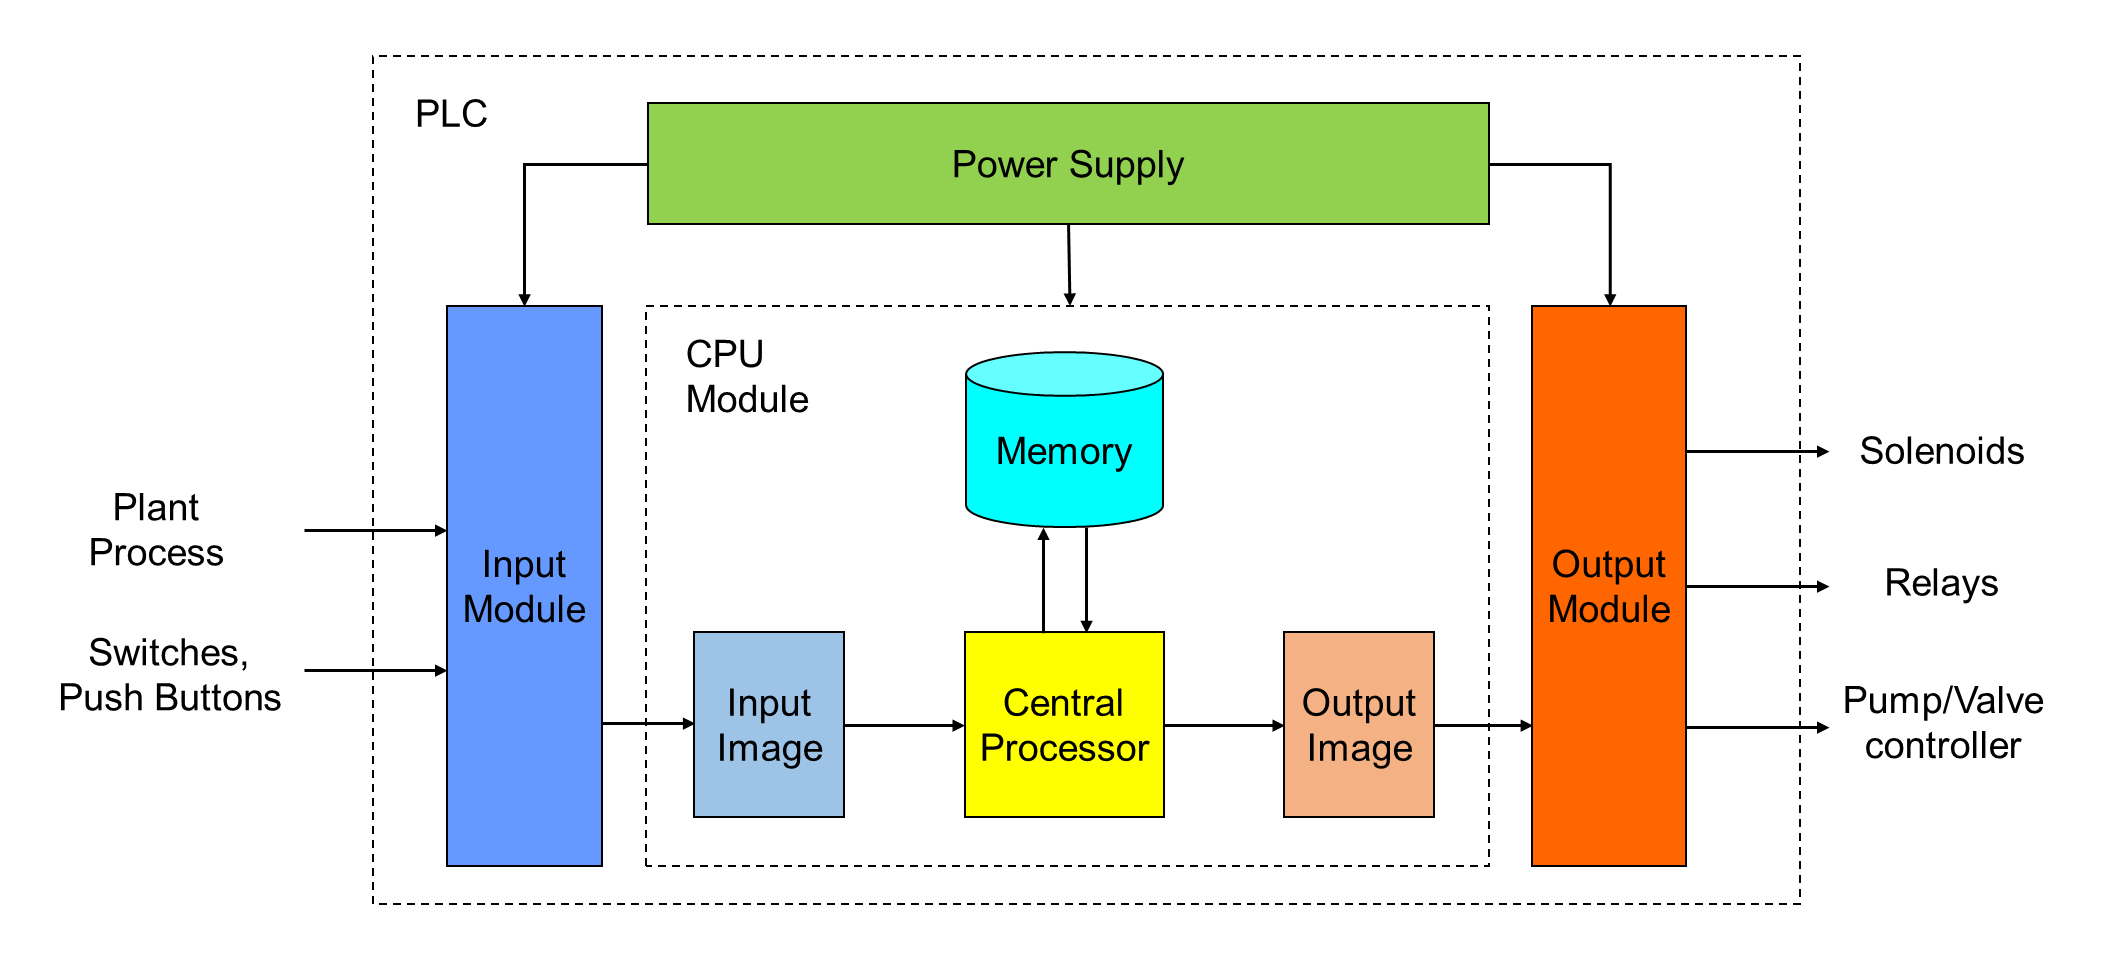 PLC
Power Supply
CPU
Module
Memory
Plant
Process
Switches,
Push Buttons
Input
Module
Input
Image
Central
Processor
Output
Image
Output
Module
Solenoids
Relays
Pump/Valve
controller